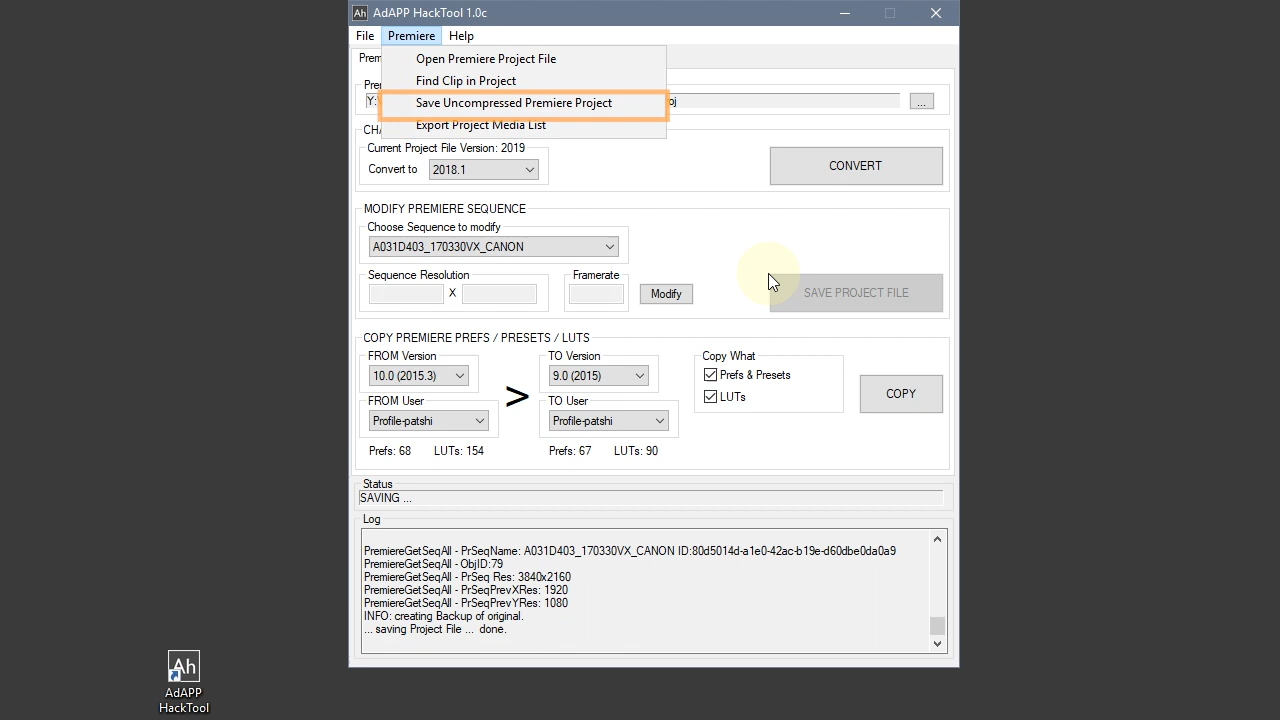 Ah AdAPP HackTool 1.0c
File Premiere Help
Open Premiere Project File
Find Clip in Project
Save Uncompressed Premiere Project
Export Project Media List
...
Current Project File Version: 2019
Convert to 2018.1
CONVERT
MODIFY PREMIERE SEQUENCE
Choose Sequence to modify
A031D403_170330VX_CANON
Sequence Resolution
X
Framerate
Modify
SAVE PROJECT FILE
COPY PREMIERE PREFS / PRESETS / LUTS
FROM Version
10.0 (2015.3)
FROM User
Profile-patshi
Prefs: 68 LUTs: 154
>
TO Version
9.0 (2015)
TO User
Profile-patshi
Prefs: 67 LUTs: 90
Copy What
Prefs & Presets
LUTs
COPY
Status
SAVING ...
Log
PremiereGetSeqAll - PrSeqName: A031D403_170330VX_CANON ID:80d5014d-a1e0-42ac-b19e-d60dbe0da0a9
PremiereGetSeqAll - ObjID:79
PremiereGetSeqAll - PrSeq Res: 3840x2160
PremiereGetSeqAll - PrSeqPrevXRes: 1920
PremiereGetSeqAll - PrSeqPrevYRes: 1080
INFO: creating Backup of original.
... saving Project File ... done.
Ah
AdAPP
HackTool